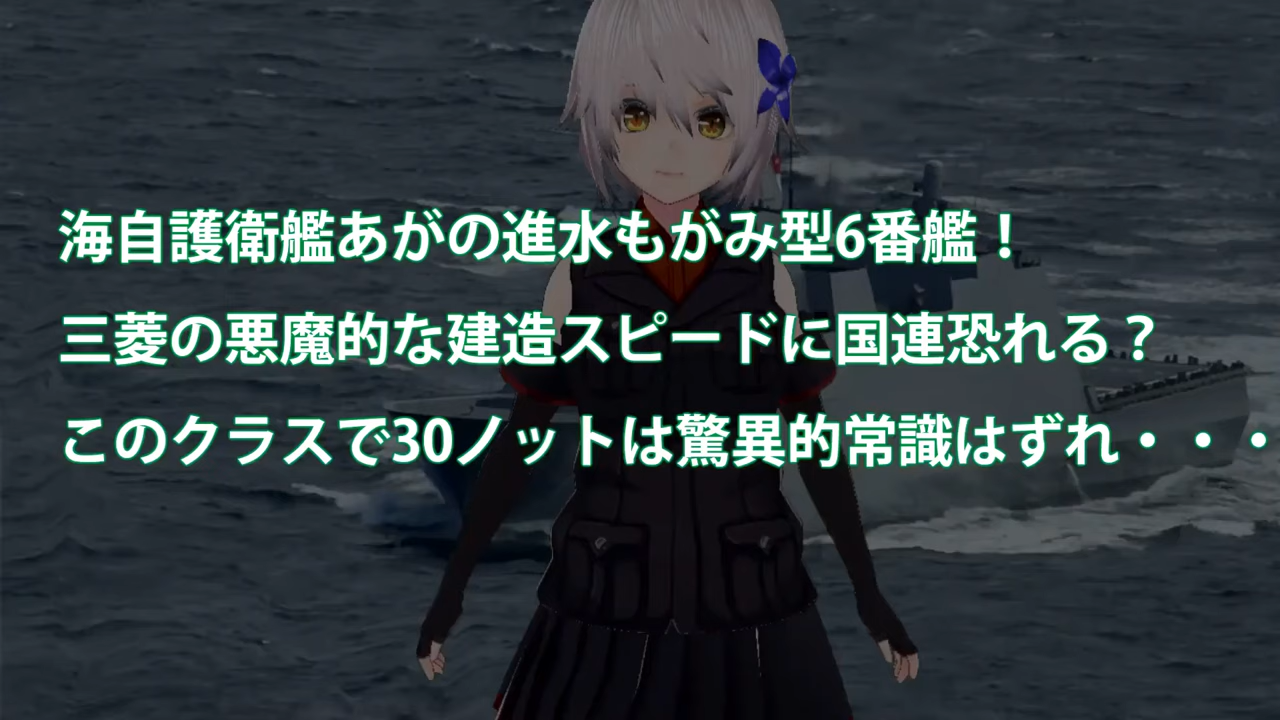 海自護衛艦あがの進水もがみ型6番艦！
三菱の悪魔的な建造スピードに国連恐れる？
このクラスで30ノットは驚異的常識はずれ・・・